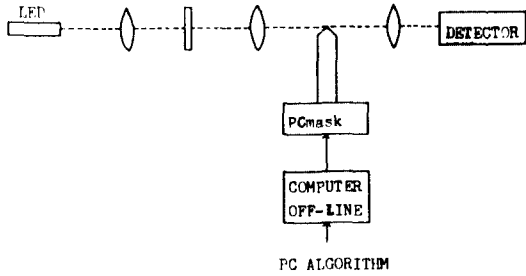 LED
DETECTOR
PCmask
COMPUTER
OFF-LINE
PC ALGORITHM